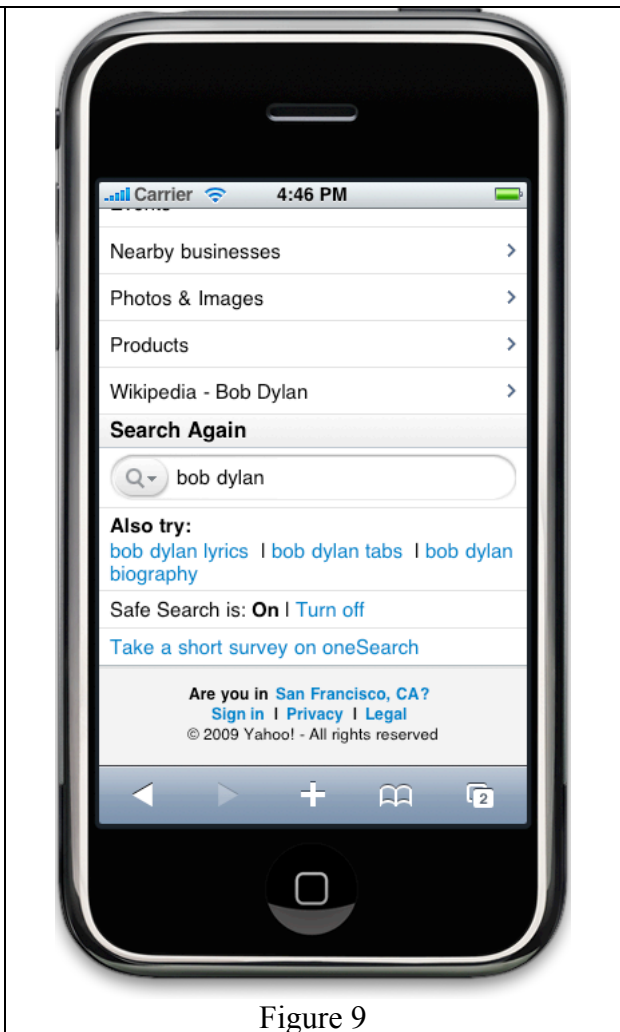 Carrier 4:46 PM
Nearby businesses
Photos & Images
Products
Wikipedia - Bob Dylan
Search Again
bob dylan
Also try:
bob dylan lyrics | bob dylan tabs | bob dylan
biography
Safe Search is: On | Turn off
Take a short survey on oneSearch
Are you in San Francisco, CA?
Sign in | Privacy | Legal
© 2009 Yahoo! - All rights reserved
2
Figure 9